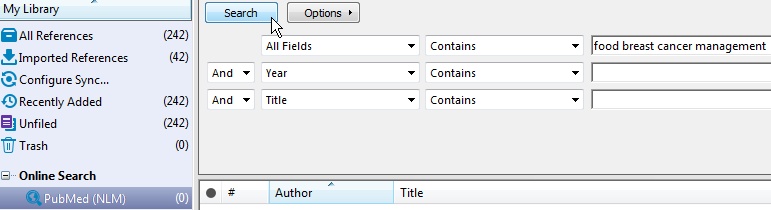 My Library
All References (242)
Imported References (42)
Configure Sync...
Recently Added (242)
Unfiled (242)
Trash (0)
Online Search
PubMed (NLM) (0)
Search Options
All Fields Contains food breast cancer management
And Year Contains
And Title Contains
# Author Title